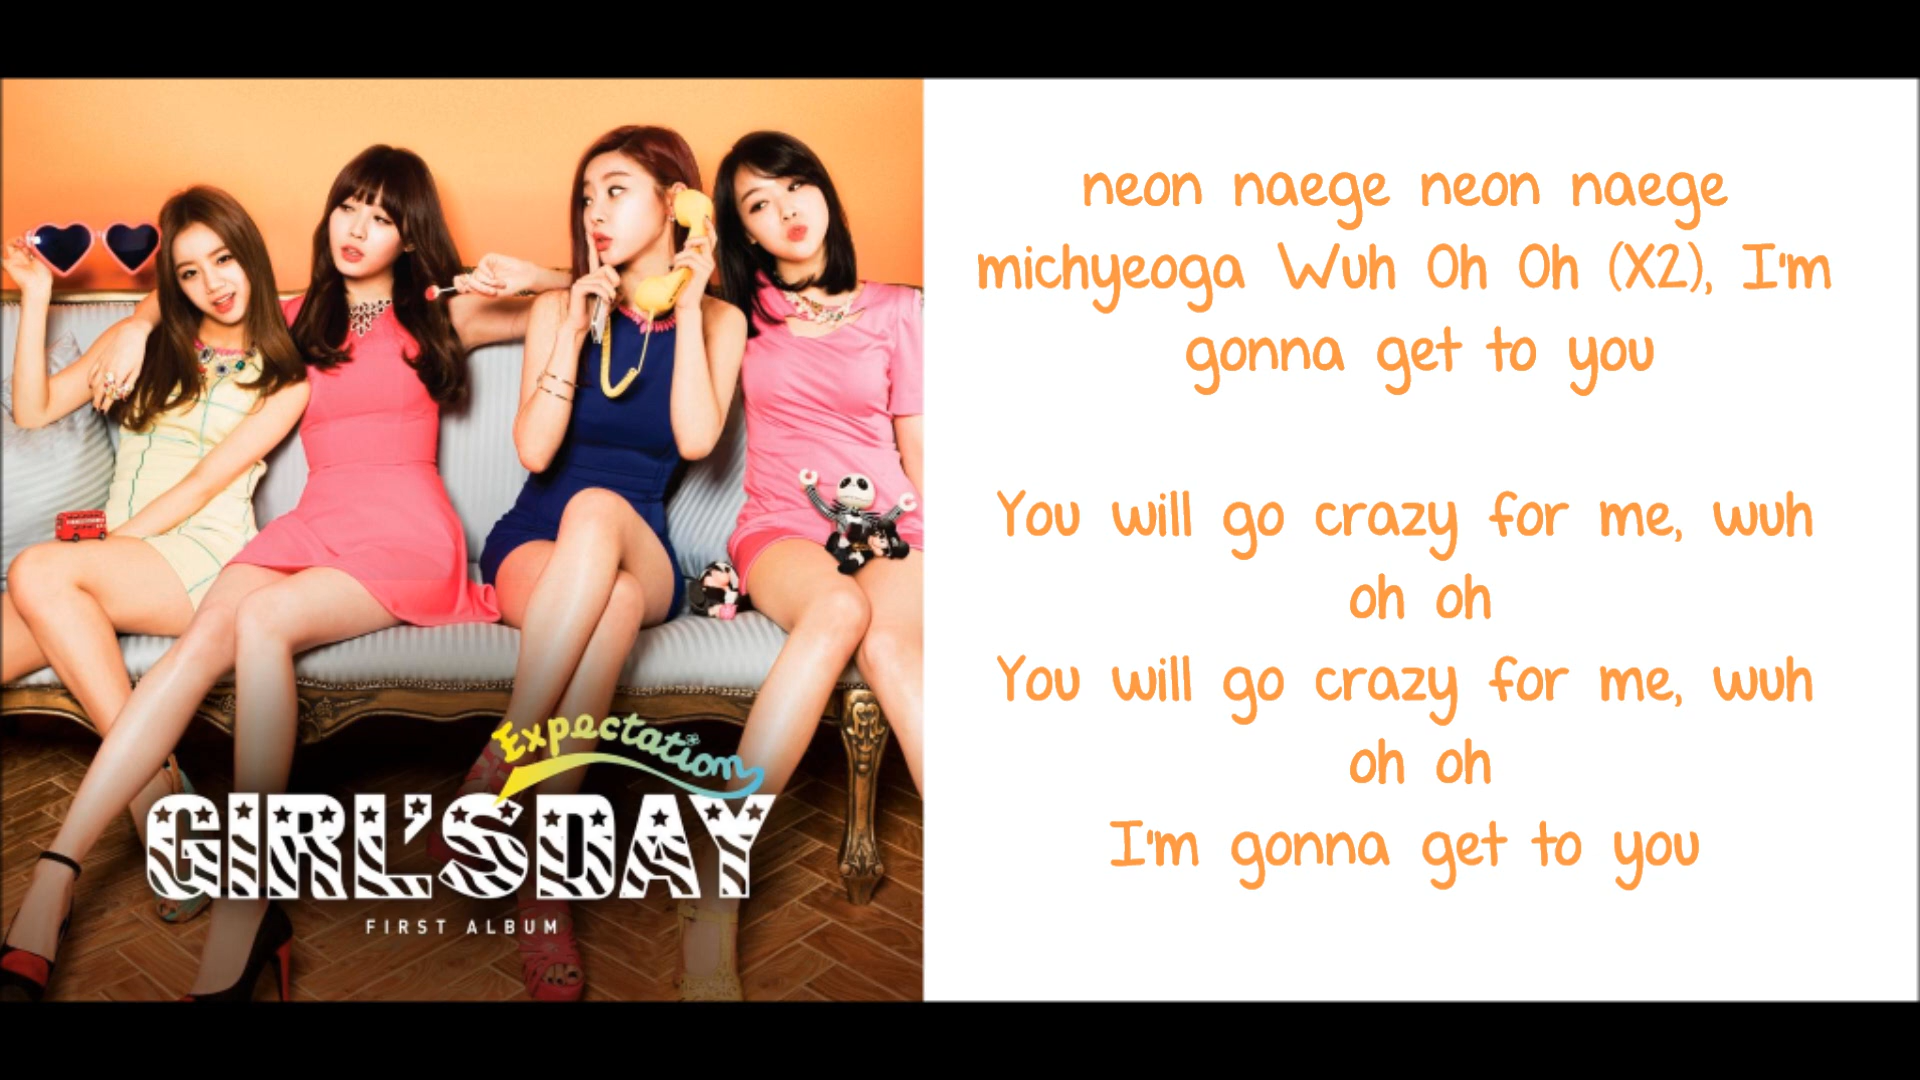 Expectation
GIRL'S DAY
FIRST ALBUM
neon naege neon naege
michyeoga Wuh Oh Oh (X2), I'm
gonna get to you
You will go crazy for me, wuh
oh oh
You will go crazy for me, wuh
oh oh
I'm gonna get to you